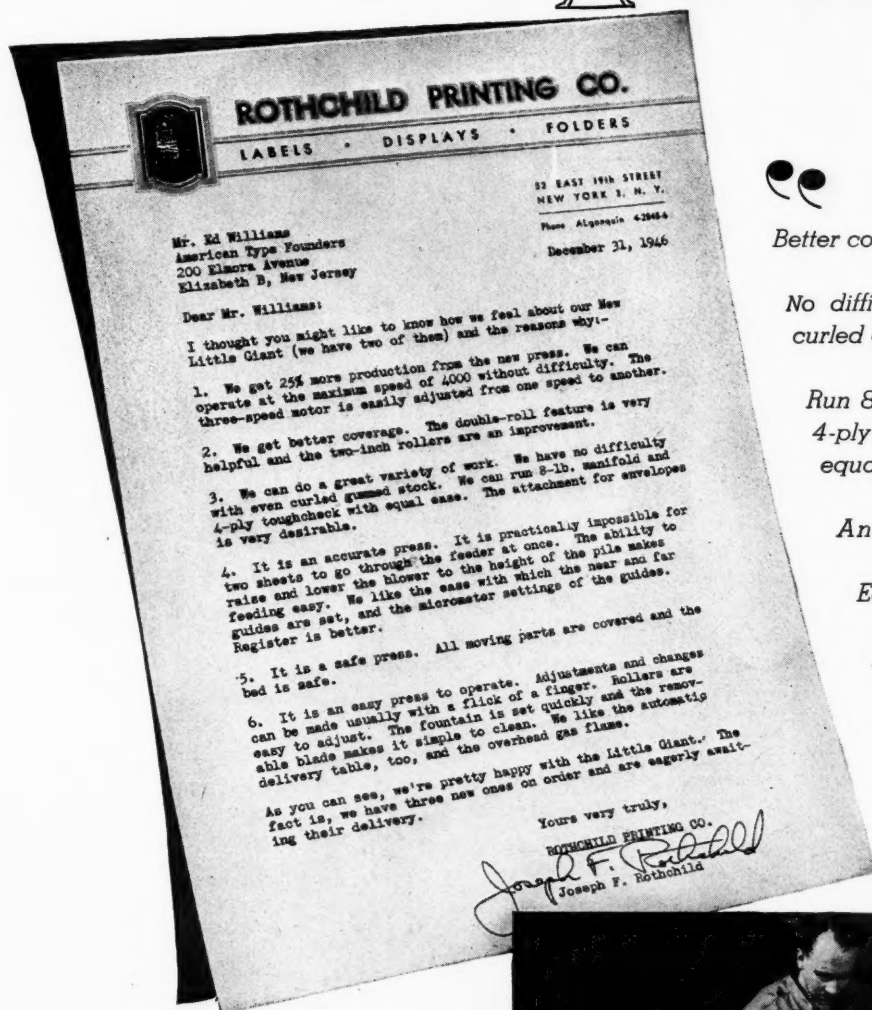 ROTHCHILD PRINTING CO.
LABELS • DISPLAYS • FOLDERS
52 EAST 19th STREET
NEW YORK 3, N. Y.
Phone ALgonquin
December 31, 1946
Mr. Ed Williams
American Type Founders
200 Elmora Avenue
Elizabeth B, New Jersey
Dear Mr. Williams:
I thought you might like to know how we feel about our New
Little Giant (we have two of them) and the reasons why:-
1. We get 25% more production from the new press. We can
operate at the maximum speed of 4000 without difficulty. The
three-speed motor is easily adjusted from one speed to another.
2. We get better coverage. The double-roll feature is very
helpful and the two-inch rollers are an improvement.
3. We can do a great variety of work. We have no difficulty
with even curled gummed stock. We can run 8-lb. manifold and
4-ply toughcheck with equal ease. The attachment for envelopes
is very desirable.
4. It is an accurate press. It is practically impossible for
two sheets to go through the feeder at once. The ability to
raise and lower the blower to the height of the pile makes
feeding easy. We like the ease with which the near and far
guides are set, and the micrometer settings of the guides.
Register is better.
5. It is a safe press. All moving parts are covered and the
bed is safe.
6. It is an easy press to operate. Adjustments and changes
can be made usually with a flick of a finger. Rollers are
easy to adjust. The fountain is set quickly and the remov-
able blade makes it simple to clean. We like the automatic
delivery table, too, and the overhead gas flame.
As you can see, we're pretty happy with the Little Giant. The
fact is, we have three new ones on order and are eagerly await-
ing their delivery.
Yours very truly,
ROTHCHILD PRINTING CO.
Joseph F. Rothchild
Joseph F. Rothchild
“
Better co
No diffi
curled
Run 8
4-ply
equa
An
E